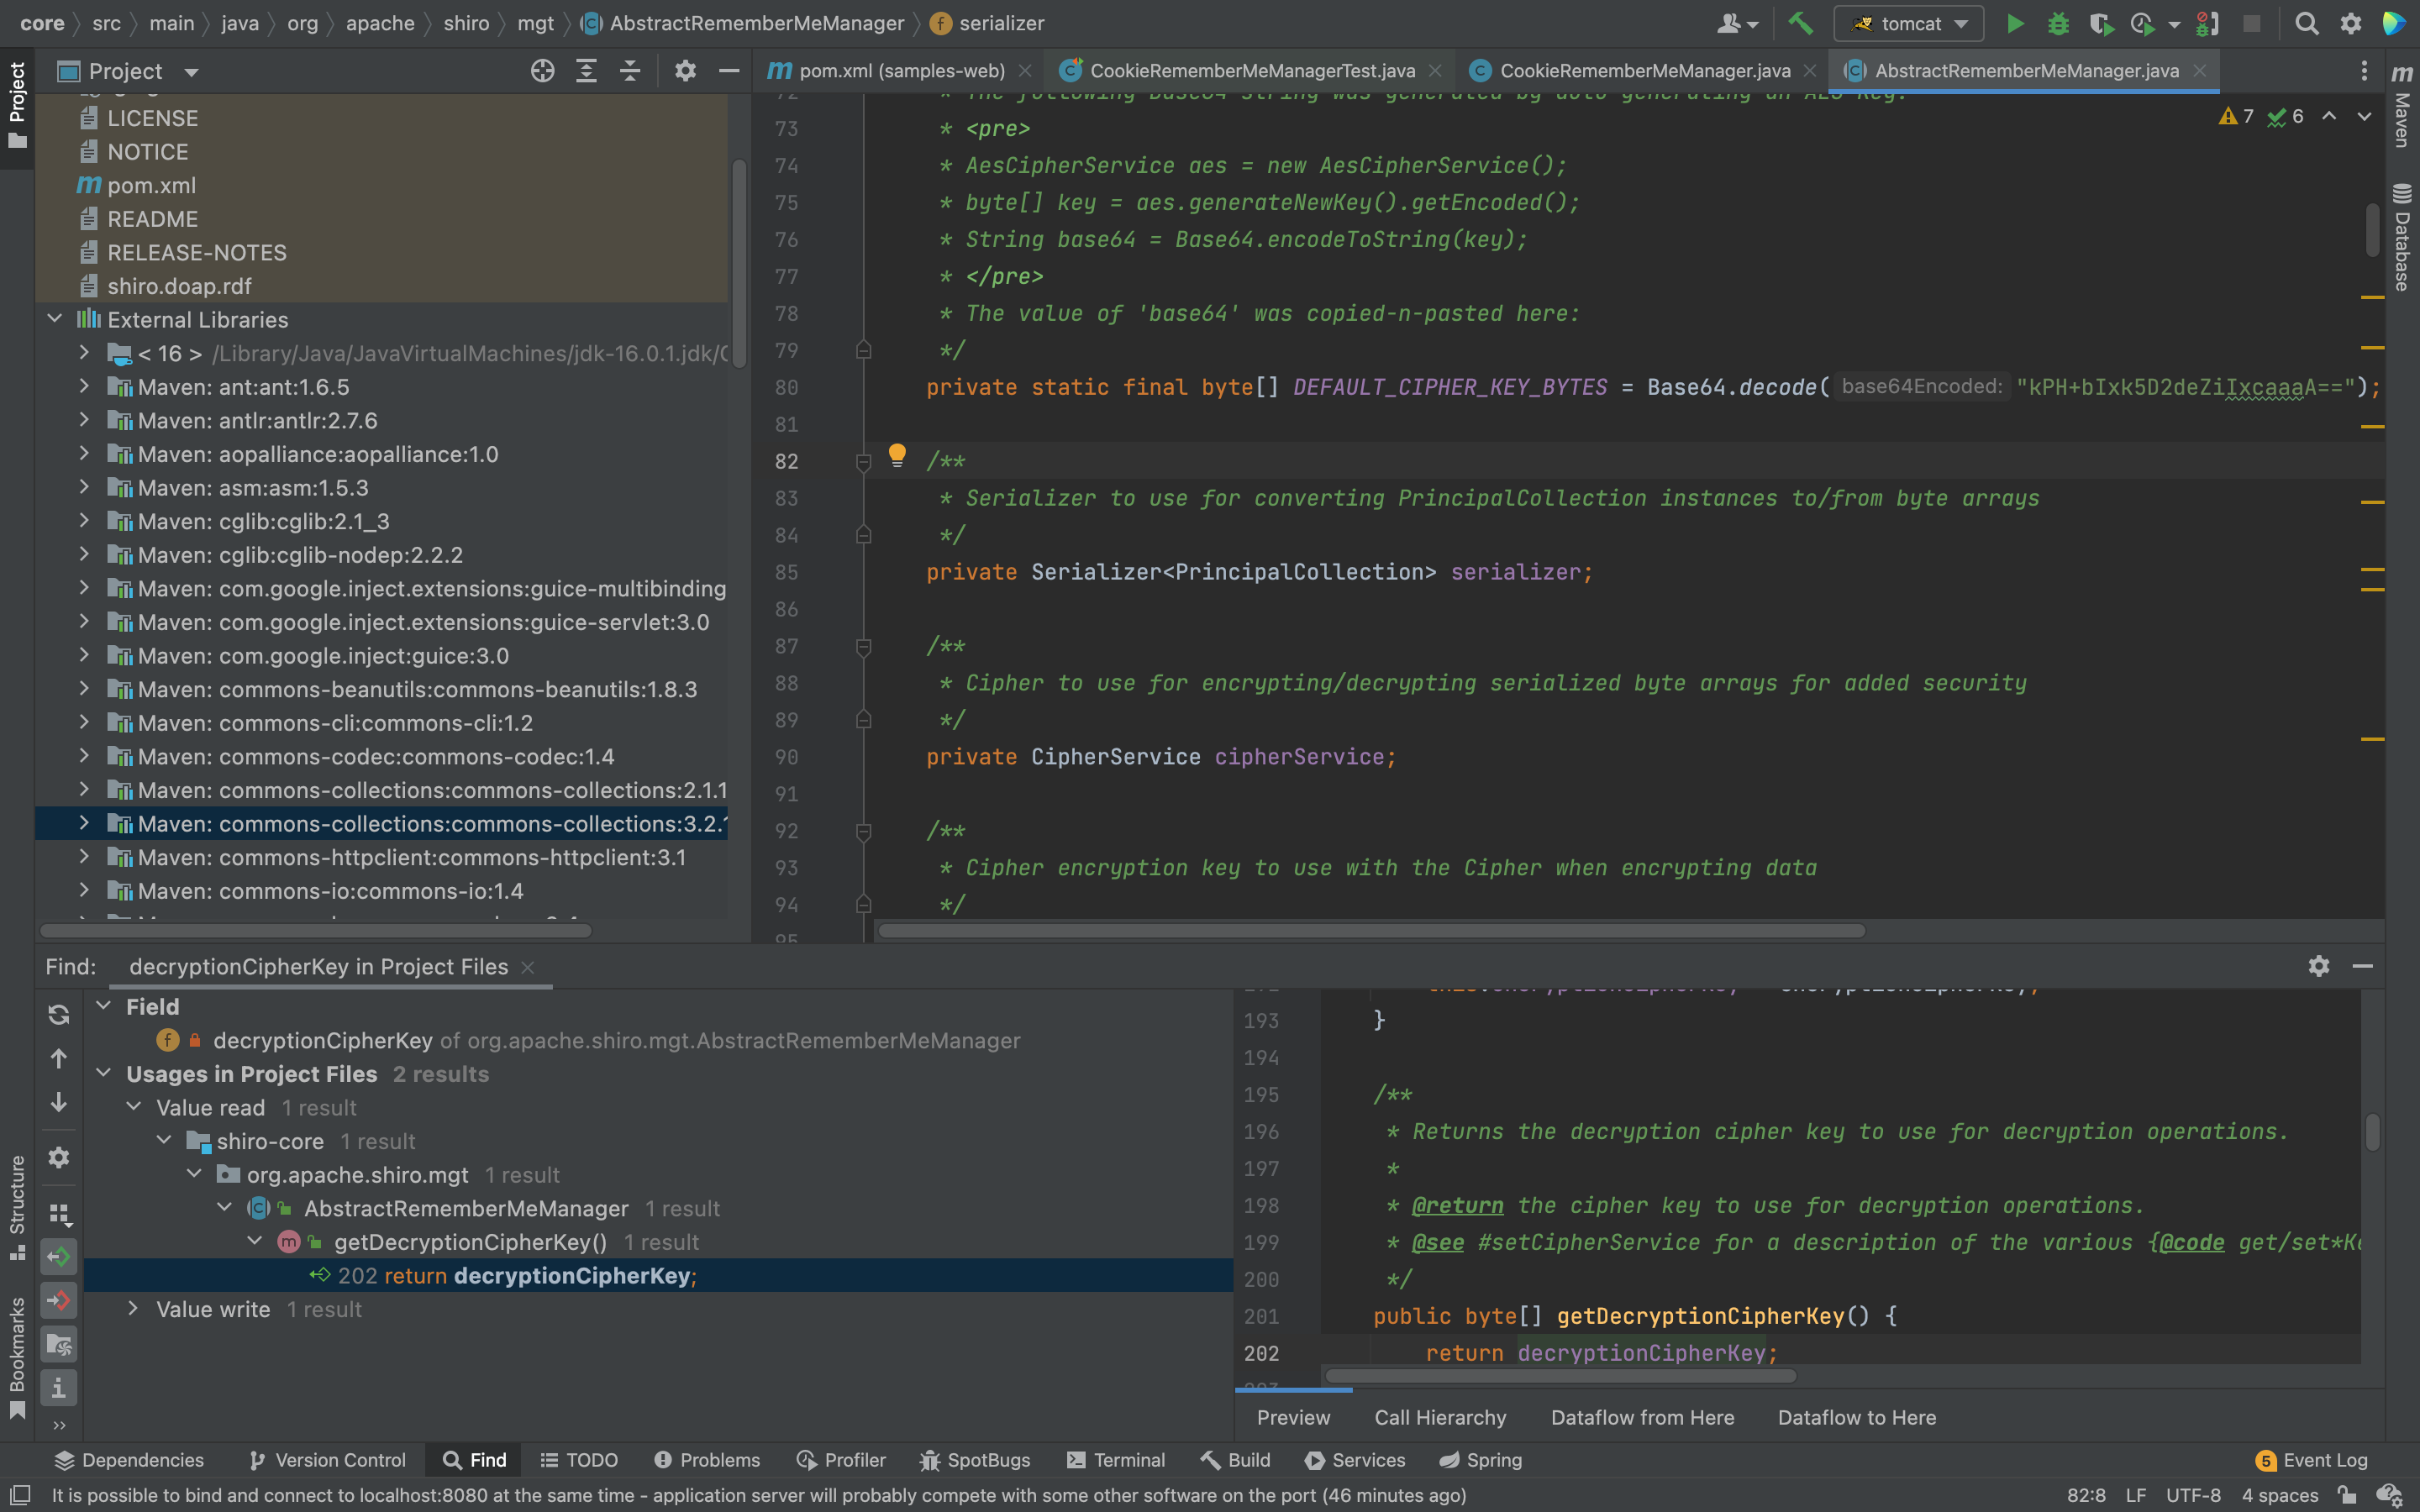 core src main java org apache shiro mgt AbstractRememberMeManager serializer
tomcat
Project
pom.xml (samples-web)
CookieRememberMeManagerTest.java
CookieRememberMeManager.java
AbstractRememberMeManager.java
Project
Maven
Database
Structure
Bookmarks
LICENSE
NOTICE
pom.xml
README
RELEASE-NOTES
shiro.doap.rdf
External Libraries
< 16 > /Library/Java/JavaVirtualMachines/jdk-16.0.1.jdk/
Maven: ant:ant:1.6.5
Maven: antlr:antlr:2.7.6
Maven: aopalliance:aopalliance:1.0
Maven: asm:asm:1.5.3
Maven: cglib:cglib:2.1_3
Maven: cglib:cglib-nodep:2.2.2
Maven: com.google.inject.extensions:guice-multibinding
Maven: com.google.inject.extensions:guice-servlet:3.0
Maven: com.google.inject:guice:3.0
Maven: commons-beanutils:commons-beanutils:1.8.3
Maven: commons-cli:commons-cli:1.2
Maven: commons-codec:commons-codec:1.4
Maven: commons-collections:commons-collections:2.1.1
Maven: commons-collections:commons-collections:3.2.1
Maven: commons-httpclient:commons-httpclient:3.1
Maven: commons-io:commons-io:1.4
7 6
72 * The following Base64 string was generated by auto-generating an AES Key:
73 * <pre>
74 * AesCipherService aes = new AesCipherService();
75 * byte[] key = aes.generateNewKey().getEncoded();
76 * String base64 = Base64.encodeToString(key);
77 * </pre>
78 * The value of 'base64' was copied-n-pasted here:
79 */
80 private static final byte[] DEFAULT_CIPHER_KEY_BYTES = Base64.decode( base64Encoded: "kPH+bIxk5D2deZiIxcaaaA==");
81
82 /**
83 * Serializer to use for converting PrincipalCollection instances to/from byte arrays
84 */
85 private Serializer<PrincipalCollection> serializer;
86
87 /**
88 * Cipher to use for encrypting/decrypting serialized byte arrays for added security
89 */
90 private CipherService cipherService;
91
92 /**
93 * Cipher encryption key to use with the Cipher when encrypting data
94 */
95
Find: decryptionCipherKey in Project Files
Field
decryptionCipherKey of org.apache.shiro.mgt.AbstractRememberMeManager
Usages in Project Files 2 results
Value read 1 result
shiro-core 1 result
org.apache.shiro.mgt 1 result
AbstractRememberMeManager 1 result
getDecryptionCipherKey() 1 result
202 return decryptionCipherKey;
Value write 1 result
192 this.encryptionCipherKey = encryptionCipherKey;
193 }
194
195 /**
196 * Returns the decryption cipher key to use for decryption operations.
197 *
198 * @return the cipher key to use for decryption operations.
199 * @see #setCipherService for a description of the various {@code get/set*Ke
200 */
201 public byte[] getDecryptionCipherKey() {
202 return decryptionCipherKey;
203
Preview Call Hierarchy Dataflow from Here Dataflow to Here
Dependencies Version Control Find TODO Problems Profiler SpotBugs Terminal Build Services Spring 5 Event Log
It is possible to bind and connect to localhost:8080 at the same time - application server will probably compete with some other software on the port (46 minutes ago) 82:8 LF UTF-8 4 spaces